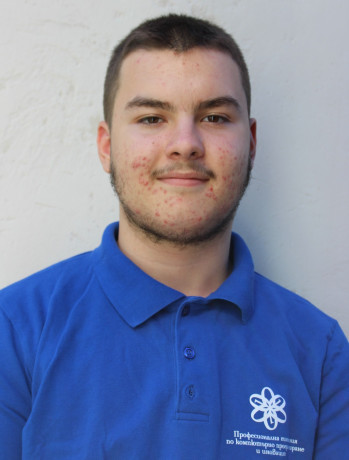 Професионална гимназия
по компютърно програмиране
и иновации